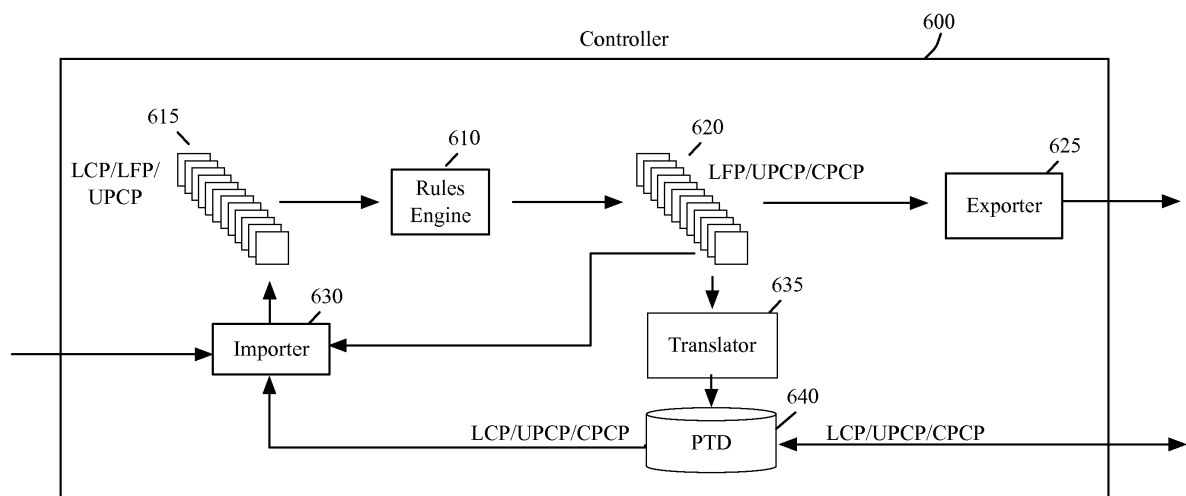 Controller
600
615
LCP/LFP/
UPCP
610
Rules
Engine
620
LFP/UPCP/CPCP
625
Exporter
630
Importer
635
Translator
640
PTD
LCP/UPCP/CPCP
LCP/UPCP/CPCP